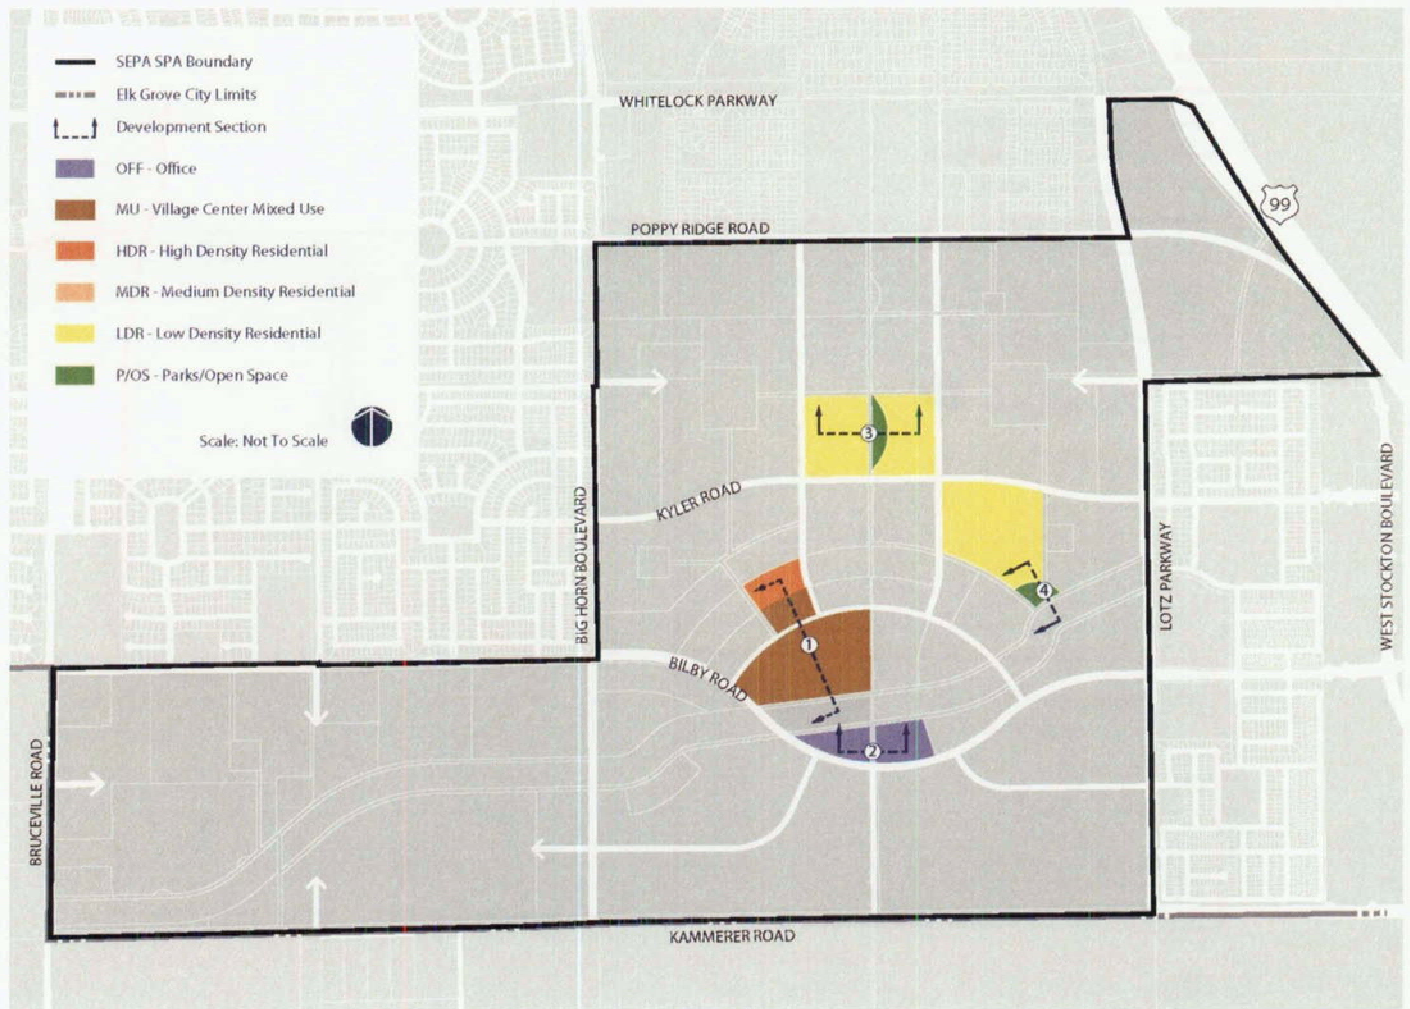 SEPA SPA Boundary
Elk Grove City Limits
Development Section
OFF - Office
MU - Village Center Mixed Use
HDR - High Density Residential
MDR - Medium Density Residential
LDR - Low Density Residential
P/OS - Parks/Open Space
Scale: Not To Scale
WHITELOCK PARKWAY
99
POPPY RIDGE ROAD
3
KYLER ROAD
BIG HORN BOULEVARD
LOTZ PARKWAY
WEST STOCKTON BOULEVARD
4
1
BILBY ROAD
2
BRUCEVILLE ROAD
KAMMERER ROAD